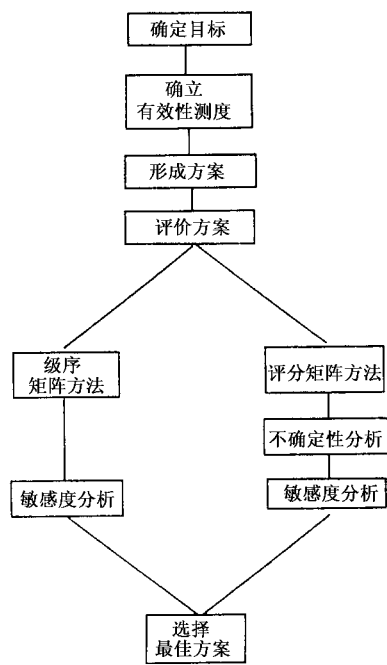 确定目标
确立
有效性测度
形成方案
评价方案
级序
矩阵方法
评分矩阵方法
不确定性分析
敏感度分析
敏感度分析
选择
最佳方案